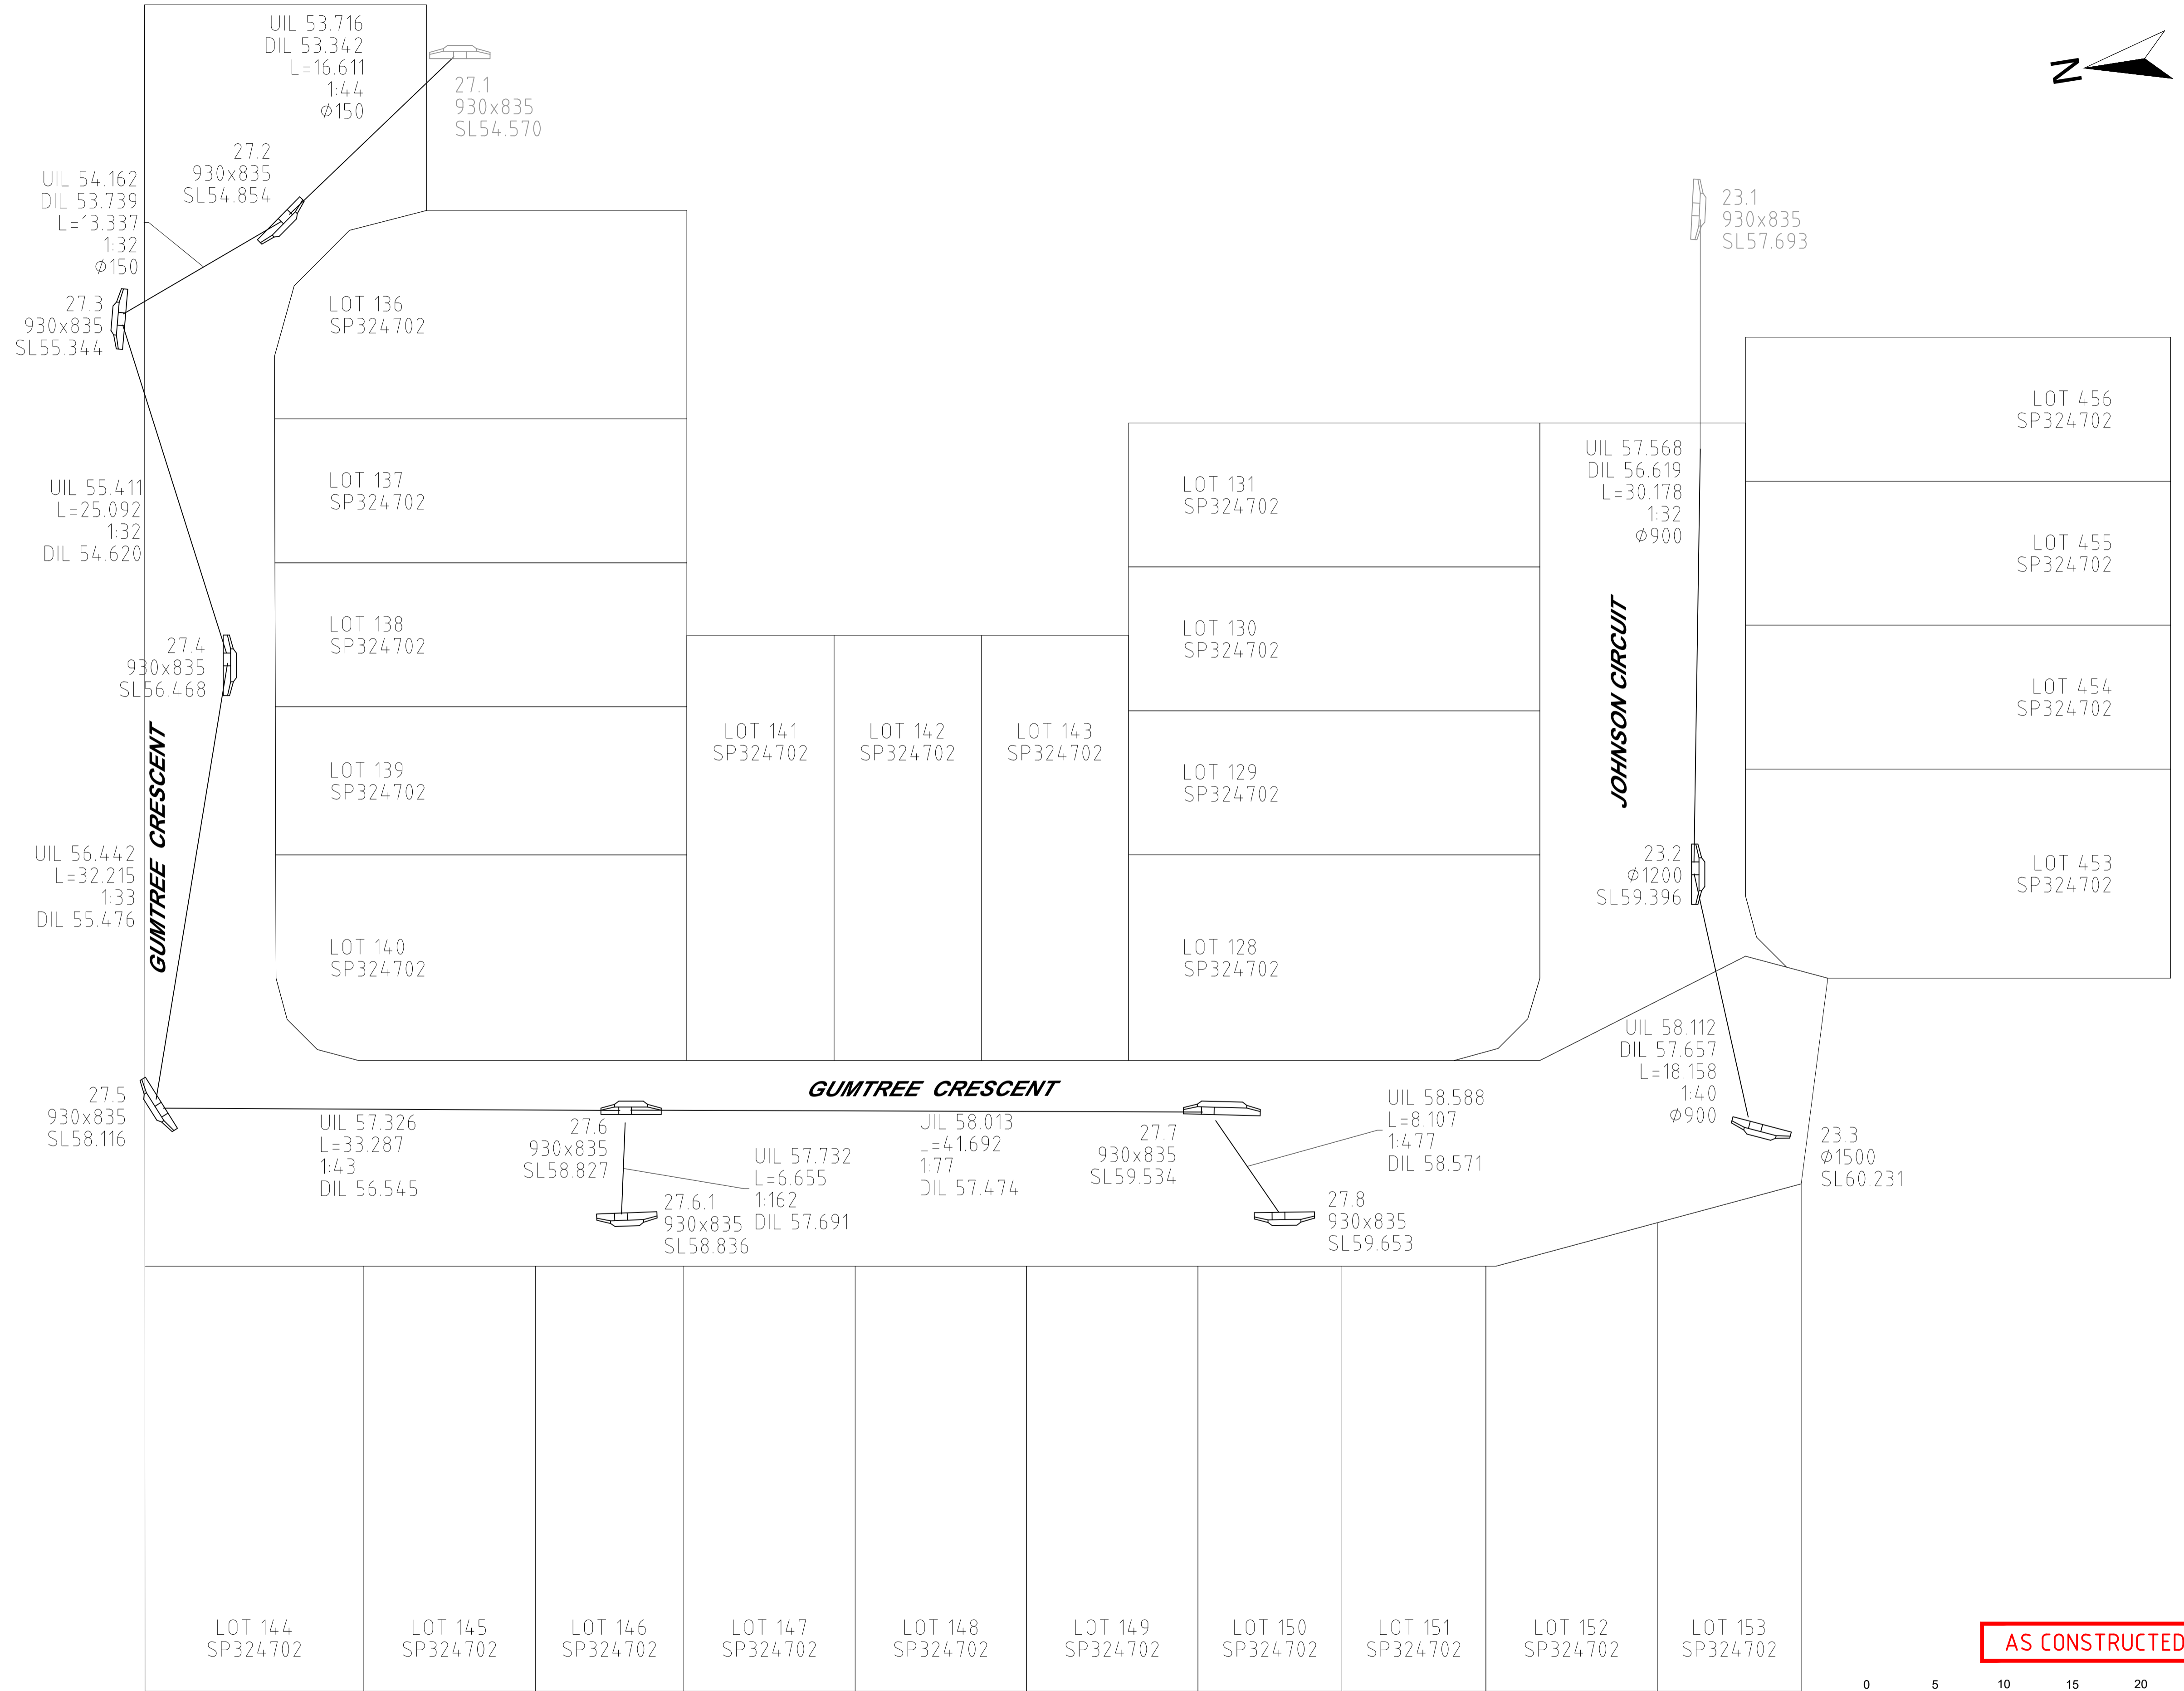 UIL 53.716
DIL 53.342
L=16.611
1:44
⌀150
27.1
930x835
SL54.570
N
27.2
930x835
SL54.854
UIL 54.162
DIL 53.739
L=13.337
1:32
⌀150
23.1
930x835
SL57.693
27.3
930x835
SL55.344
LOT 136
SP324702
LOT 456
SP324702
UIL 55.411
L=25.092
1:32
DIL 54.620
LOT 137
SP324702
LOT 131
SP324702
UIL 57.568
DIL 56.619
L=30.178
1:32
⌀900
LOT 455
SP324702
27.4
930x835
SL56.468
LOT 138
SP324702
LOT 130
SP324702
JOHNSON CIRCUIT
LOT 454
SP324702
GUMTREE CRESCENT
LOT 141
SP324702
LOT 142
SP324702
LOT 143
SP324702
LOT 139
SP324702
LOT 129
SP324702
UIL 56.442
L=32.215
1:33
DIL 55.476
23.2
⌀1200
SL59.396
LOT 453
SP324702
LOT 140
SP324702
LOT 128
SP324702
UIL 58.112
DIL 57.657
L=18.158
1:40
⌀900
27.5
930x835
SL58.116
GUMTREE CRESCENT
UIL 57.326
L=33.287
1:43
DIL 56.545
27.6
930x835
SL58.827
UIL 57.732
L=6.655
1:162
DIL 57.691
UIL 58.013
L=41.692
1:77
DIL 57.474
27.7
930x835
SL59.534
UIL 58.588
L=8.107
1:477
DIL 58.571
23.3
⌀1500
SL60.231
27.6.1
930x835
SL58.836
27.8
930x835
SL59.653
LOT 144
SP324702
LOT 145
SP324702
LOT 146
SP324702
LOT 147
SP324702
LOT 148
SP324702
LOT 149
SP324702
LOT 150
SP324702
LOT 151
SP324702
LOT 152
SP324702
LOT 153
SP324702
AS CONSTRUCTED
0 5 10 15 20